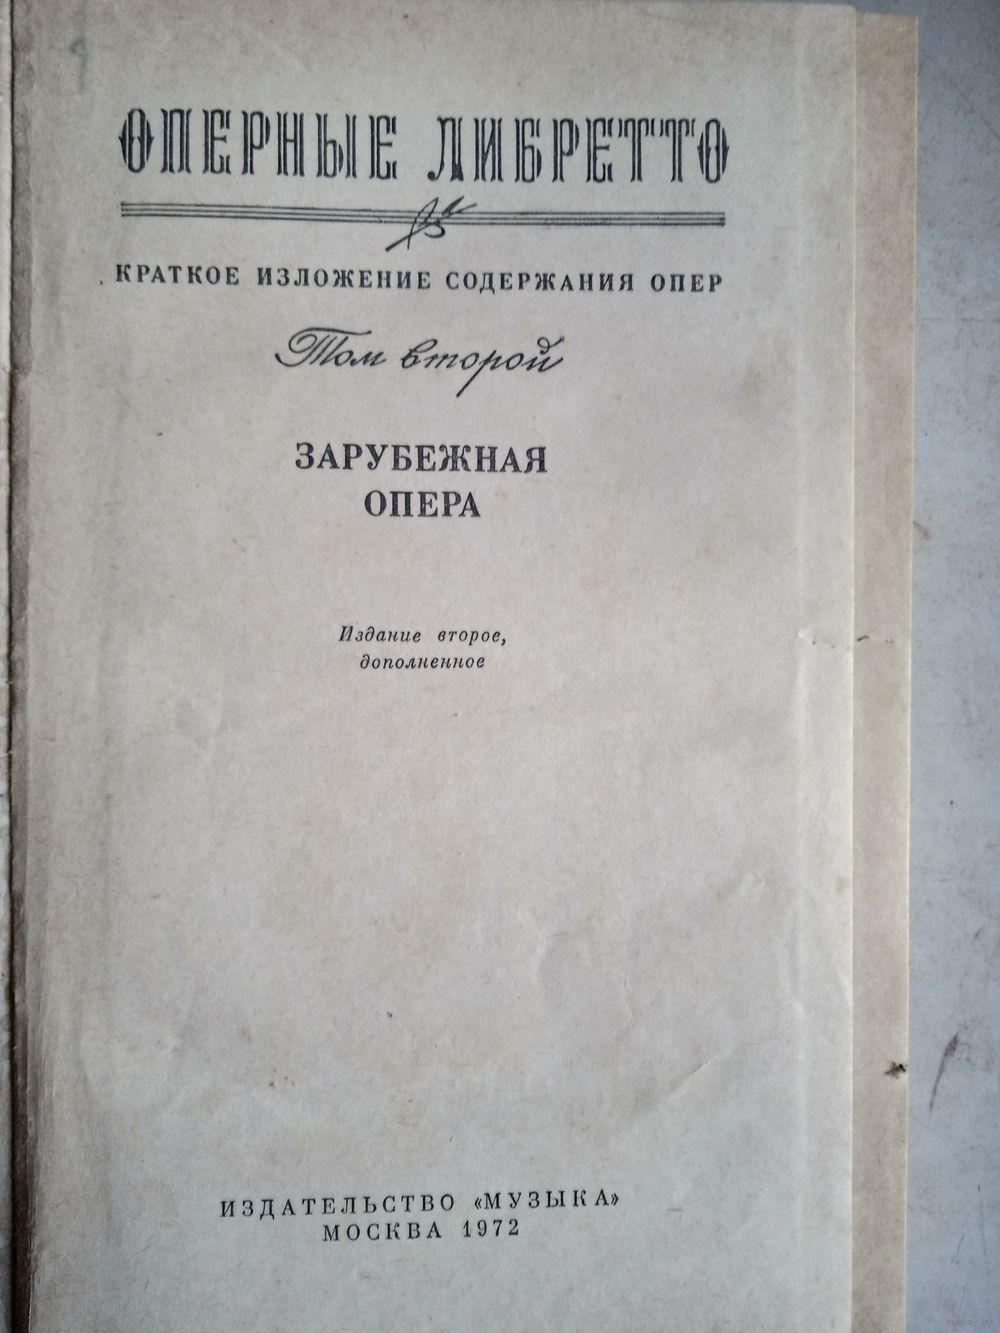 ОПЕРНЫЕ ЛИБРЕТТО
КРАТКОЕ ИЗЛОЖЕНИЕ СОДЕРЖАНИЯ ОПЕР
Том второй
ЗАРУБЕЖНАЯ
ОПЕРА
Издание второе,
дополненное
ИЗДАТЕЛЬСТВО «МУЗЫКА»
МОСКВА 1972